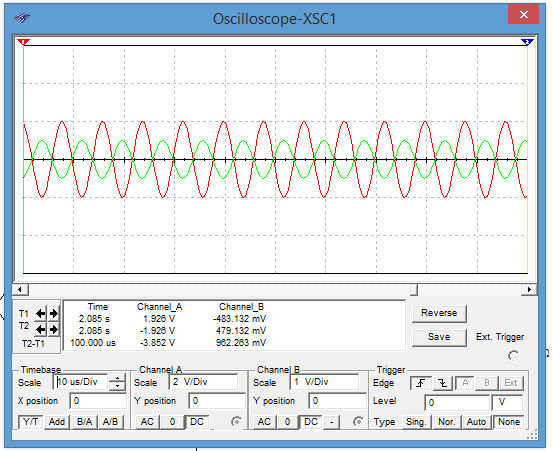 Oscilloscope-XSC1
1
2
Time Channel_A Channel_B
T1 2.085 s 1.926 V -483.132 mV
T2 2.085 s -1.926 V 479.132 mV
T2-T1 100.000 us -3.852 V 962.263 mV
Reverse
Save
Ext. Trigger
Timebase Channel A Channel B Trigger
Scale 10 us/Div Scale 2 V/Div Scale 1 V/Div Edge A B Ext
X position 0 Y position 0 Y position 0 Level 0 V
Y/T Add B/A A/B AC 0 DC AC 0 DC - Type Sing. Nor. Auto None